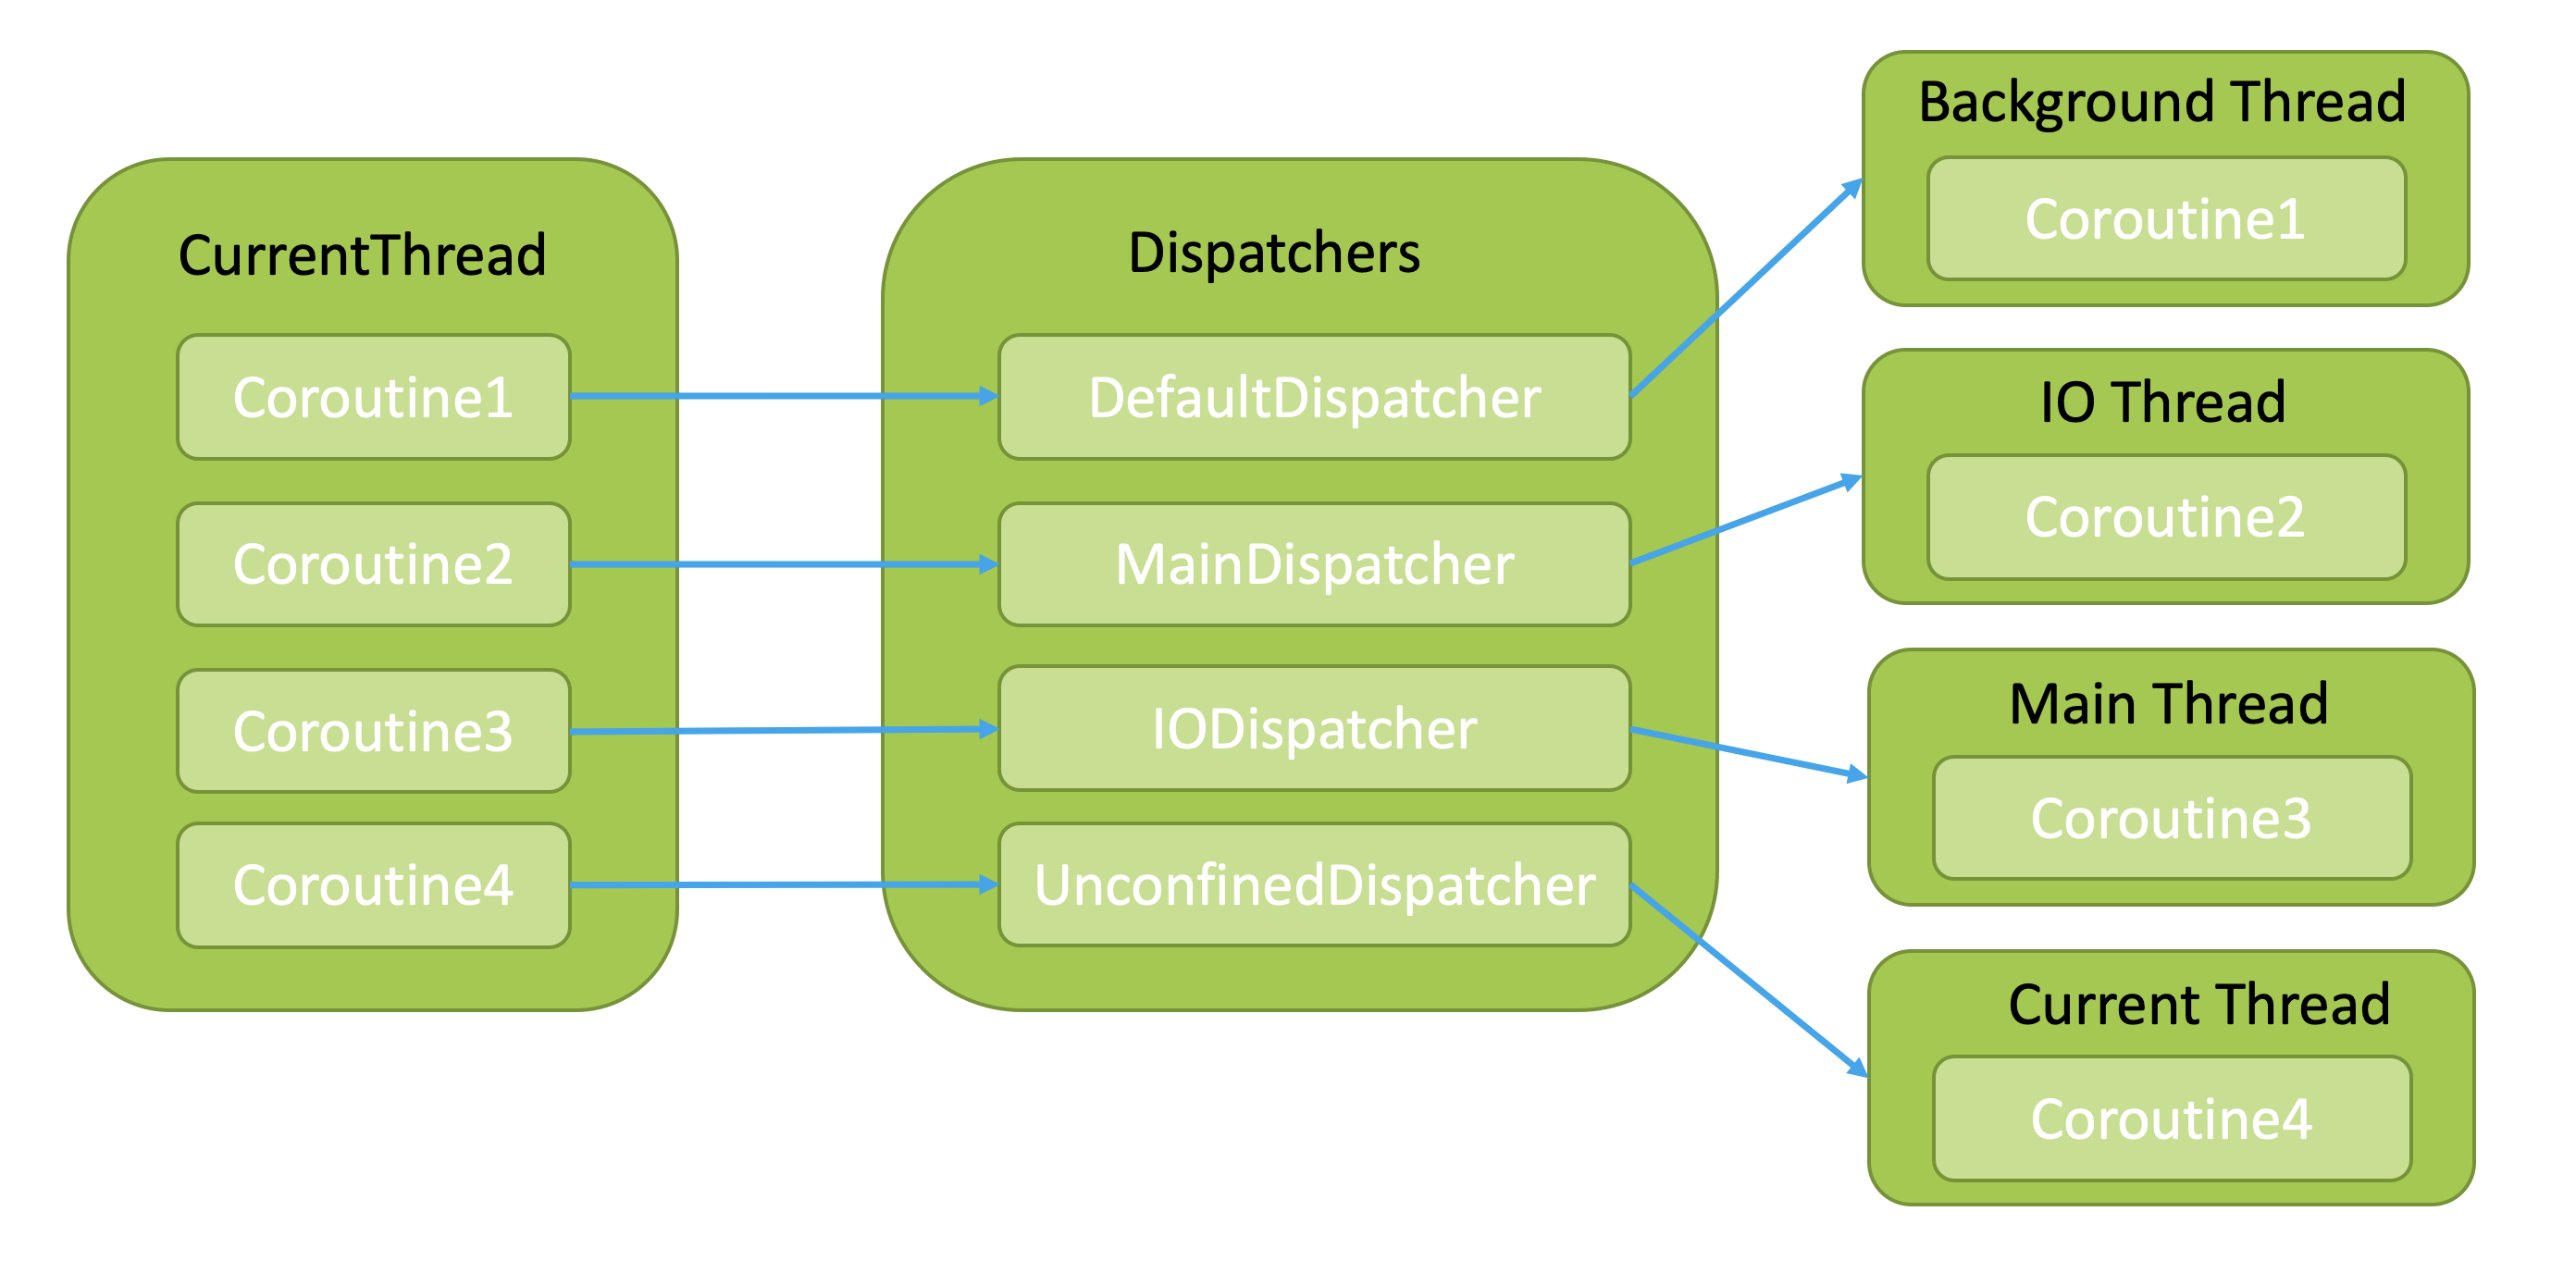 CurrentThread
Coroutine1
Coroutine2
Coroutine3
Coroutine4
Dispatchers
DefaultDispatcher
MainDispatcher
IODispatcher
UnconfinedDispatcher
Background Thread
Coroutine1
IO Thread
Coroutine2
Main Thread
Coroutine3
Current Thread
Coroutine4